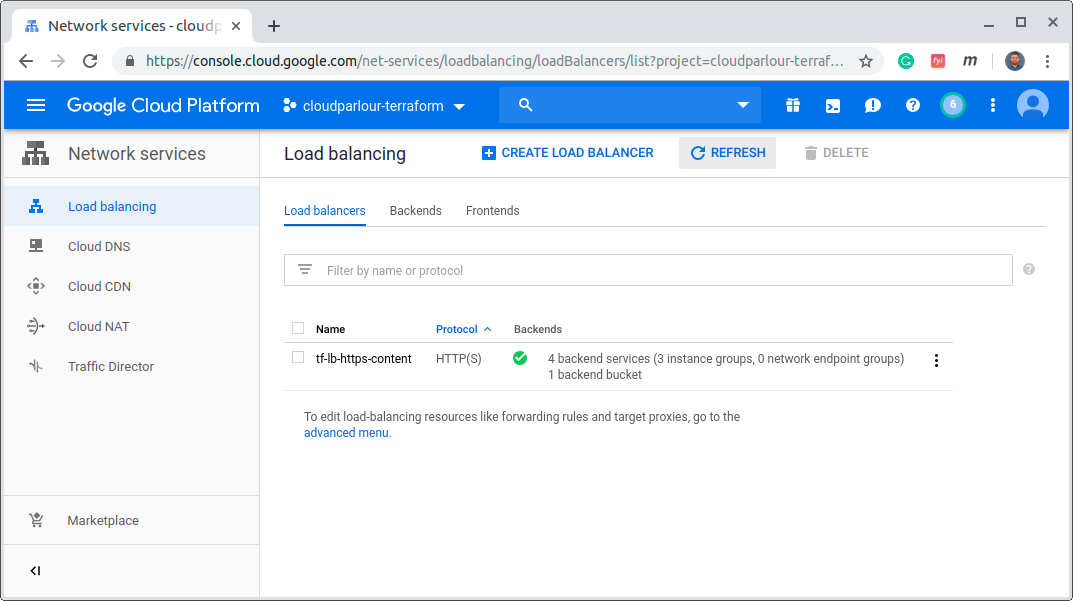 Network services - cloudp
https://console.cloud.google.com/net-services/loadbalancing/loadBalancers/list?project=cloudparlour-terraf...
fyi
m
Google Cloud Platform
cloudparlour-terraform
6
Network services
Load balancing
CREATE LOAD BALANCER
REFRESH
DELETE
Load balancing
Cloud DNS
Cloud CDN
Cloud NAT
Traffic Director
Marketplace
Load balancers
Backends
Frontends
Filter by name or protocol
Name
Protocol
Backends
tf-lb-https-content
HTTP(S)
4 backend services (3 instance groups, 0 network endpoint groups)
1 backend bucket
To edit load-balancing resources like forwarding rules and target proxies, go to the
advanced menu.